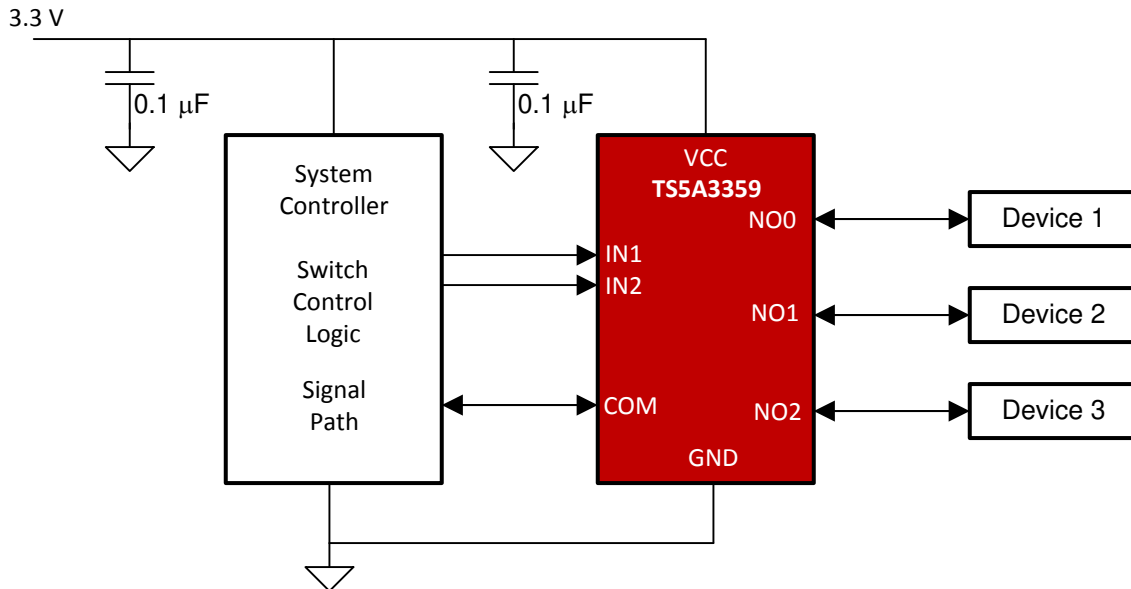 3.3 V
0.1 μF
0.1 μF
System
Controller
Switch
Control
Logic
Signal
Path
VCC
TS5A3359
NO0
IN1
IN2
NO1
COM
NO2
GND
Device 1
Device 2
Device 3